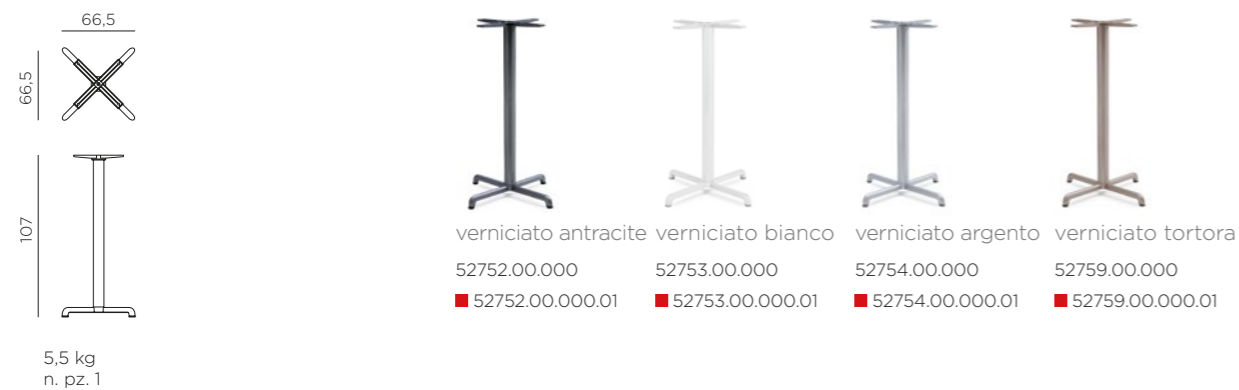 66,5
66,5
107
5,5 kg
n. pz. 1
verniciato antracite
52752.00.000
52752.00.000.01
verniciato bianco
52753.00.000
52753.00.000.01
verniciato argento
52754.00.000
52754.00.000.01
verniciato tortora
52759.00.000
52759.00.000.01